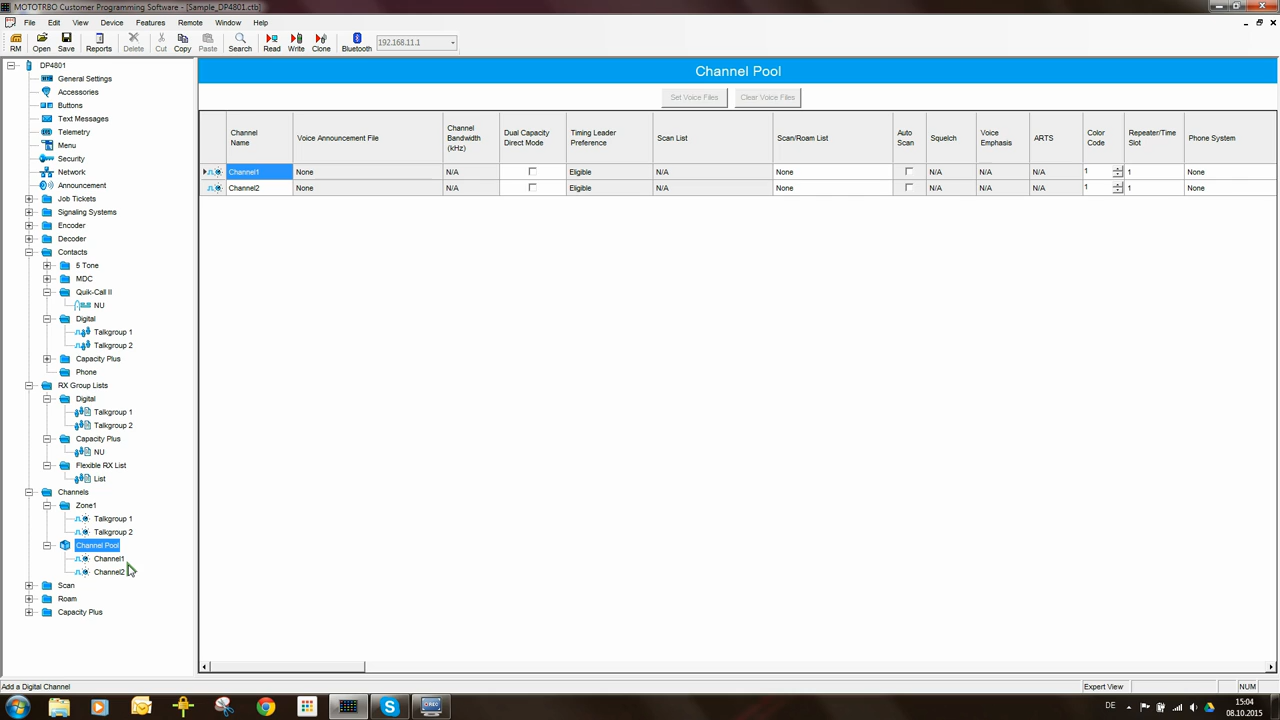 MOTOTRBO Customer Programming Software - [Sample_DP4801.ctb]
File Edit View Device Features Remote Window Help
RM Open Save Reports Delete Cut Copy Paste Search Read Write Clone Bluetooth 192.168.11.1
DP4801
General Settings
Accessories
Buttons
Text Messages
Telemetry
Menu
Security
Network
Announcement
Job Tickets
Signaling Systems
Encoder
Decoder
Contacts
5 Tone
MDC
Quik-Call II
NU
Digital
Talkgroup 1
Talkgroup 2
Capacity Plus
Phone
RX Group Lists
Digital
Talkgroup 1
Talkgroup 2
Capacity Plus
NU
Flexible RX List
List
Channels
Zone1
Talkgroup 1
Talkgroup 2
Channel Pool
Channel1
Channel2
Scan
Roam
Capacity Plus
Channel Pool
Set Voice Files Clear Voice Files
Channel Name Voice Announcement File Channel Bandwidth (kHz) Dual Capacity Direct Mode Timing Leader Preference Scan List Scan/Roam List Auto Scan Squelch Voice Emphasis ARTS Color Code Repeater/Time Slot Phone System
Channel1 None N/A Eligible N/A None N/A N/A N/A 1 1 None
Channel2 None N/A Eligible N/A None N/A N/A N/A 1 1 None
Add a Digital Channel Expert View NUM
DE 15:04
08.10.2015